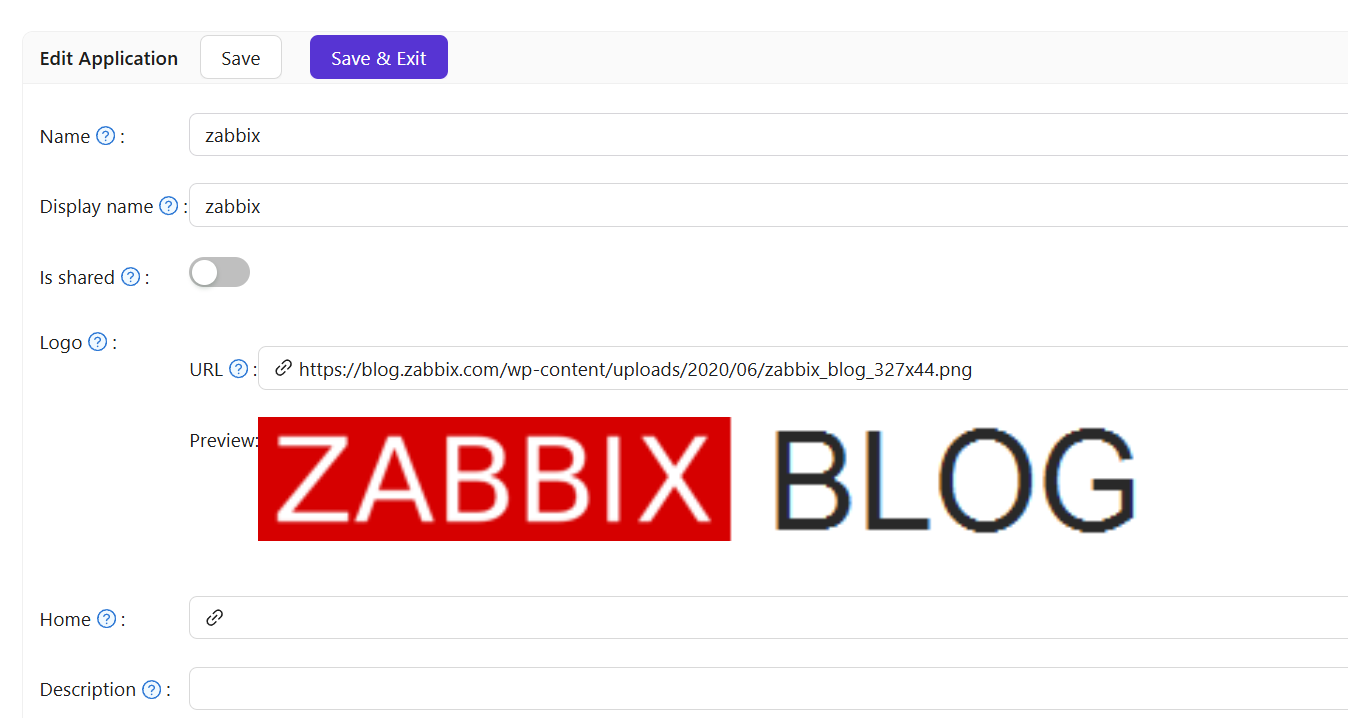 Edit Application Save Save & Exit
Name ? : zabbix
Display name ? : zabbix
Is shared ? :
Logo ? :
URL ? : https://blog.zabbix.com/wp-content/uploads/2020/06/zabbix_blog_327x44.png
Preview: ZABBIX BLOG
Home ? :
Description ? :